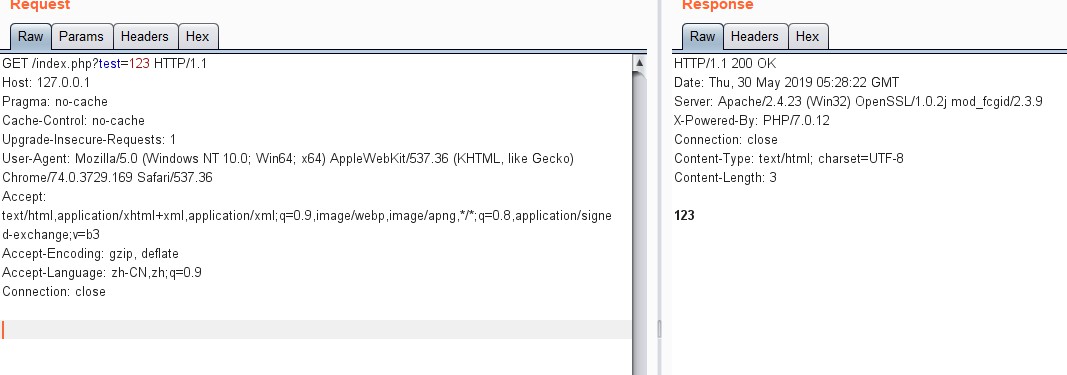 Request
Raw Params Headers Hex
GET /index.php?test=123 HTTP/1.1
Host: 127.0.0.1
Pragma: no-cache
Cache-Control: no-cache
Upgrade-Insecure-Requests: 1
User-Agent: Mozilla/5.0 (Windows NT 10.0; Win64; x64) AppleWebKit/537.36 (KHTML, like Gecko)
Chrome/74.0.3729.169 Safari/537.36
Accept:
text/html,application/xhtml+xml,application/xml;q=0.9,image/webp,image/apng,*/*;q=0.8,application/signe
d-exchange;v=b3
Accept-Encoding: gzip, deflate
Accept-Language: zh-CN,zh;q=0.9
Connection: close
Response
Raw Headers Hex
HTTP/1.1 200 OK
Date: Thu, 30 May 2019 05:28:22 GMT
Server: Apache/2.4.23 (Win32) OpenSSL/1.0.2j mod_fcgid/2.3.9
X-Powered-By: PHP/7.0.12
Connection: close
Content-Type: text/html; charset=UTF-8
Content-Length: 3
123